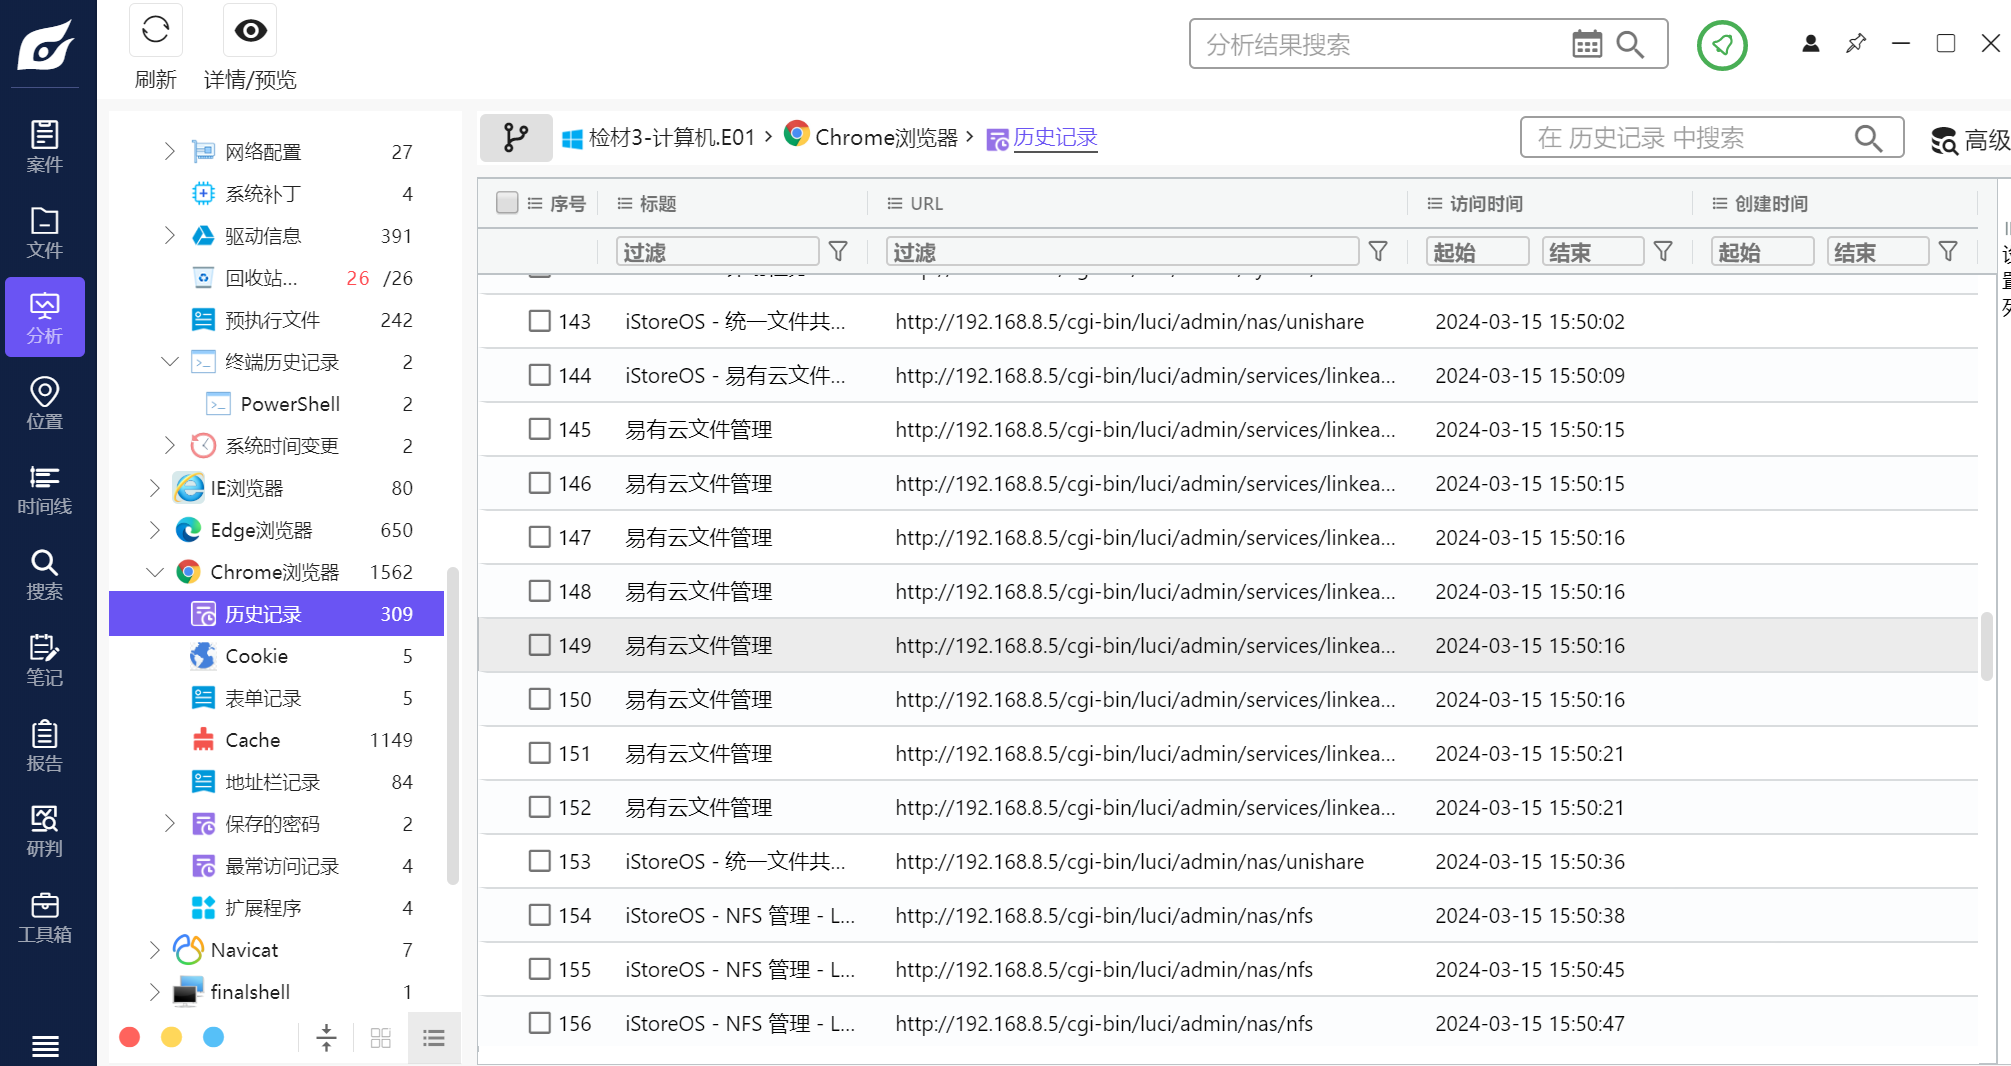 刷新
详情/预览
分析结果搜索
案件
文件
分析
位置
时间线
搜索
笔记
报告
研判
工具箱
网络配置 27
系统补丁 4
驱动信息 391
回收站... 26 /26
预执行文件 242
终端历史记录 2
PowerShell 2
系统时间变更 2
IE浏览器 80
Edge浏览器 650
Chrome浏览器 1562
历史记录 309
Cookie 5
表单记录 5
Cache 1149
地址栏记录 84
保存的密码 2
最常访问记录 4
扩展程序 4
Navicat 7
finalshell 1
检材3-计算机.E01 > Chrome浏览器 > 历史记录
在 历史记录 中搜索
高级
序号 标题 URL 访问时间 创建时间
过滤 过滤 起始 结束 起始 结束
143 iStoreOS - 统一文件共... http://192.168.8.5/cgi-bin/luci/admin/nas/unishare 2024-03-15 15:50:02
144 iStoreOS - 易有云文件... http://192.168.8.5/cgi-bin/luci/admin/services/linkea... 2024-03-15 15:50:09
145 易有云文件管理 http://192.168.8.5/cgi-bin/luci/admin/services/linkea... 2024-03-15 15:50:15
146 易有云文件管理 http://192.168.8.5/cgi-bin/luci/admin/services/linkea... 2024-03-15 15:50:15
147 易有云文件管理 http://192.168.8.5/cgi-bin/luci/admin/services/linkea... 2024-03-15 15:50:16
148 易有云文件管理 http://192.168.8.5/cgi-bin/luci/admin/services/linkea... 2024-03-15 15:50:16
149 易有云文件管理 http://192.168.8.5/cgi-bin/luci/admin/services/linkea... 2024-03-15 15:50:16
150 易有云文件管理 http://192.168.8.5/cgi-bin/luci/admin/services/linkea... 2024-03-15 15:50:16
151 易有云文件管理 http://192.168.8.5/cgi-bin/luci/admin/services/linkea... 2024-03-15 15:50:21
152 易有云文件管理 http://192.168.8.5/cgi-bin/luci/admin/services/linkea... 2024-03-15 15:50:21
153 iStoreOS - 统一文件共... http://192.168.8.5/cgi-bin/luci/admin/nas/unishare 2024-03-15 15:50:36
154 iStoreOS - NFS 管理 - L... http://192.168.8.5/cgi-bin/luci/admin/nas/nfs 2024-03-15 15:50:38
155 iStoreOS - NFS 管理 - L... http://192.168.8.5/cgi-bin/luci/admin/nas/nfs 2024-03-15 15:50:45
156 iStoreOS - NFS 管理 - L... http://192.168.8.5/cgi-bin/luci/admin/nas/nfs 2024-03-15 15:50:47